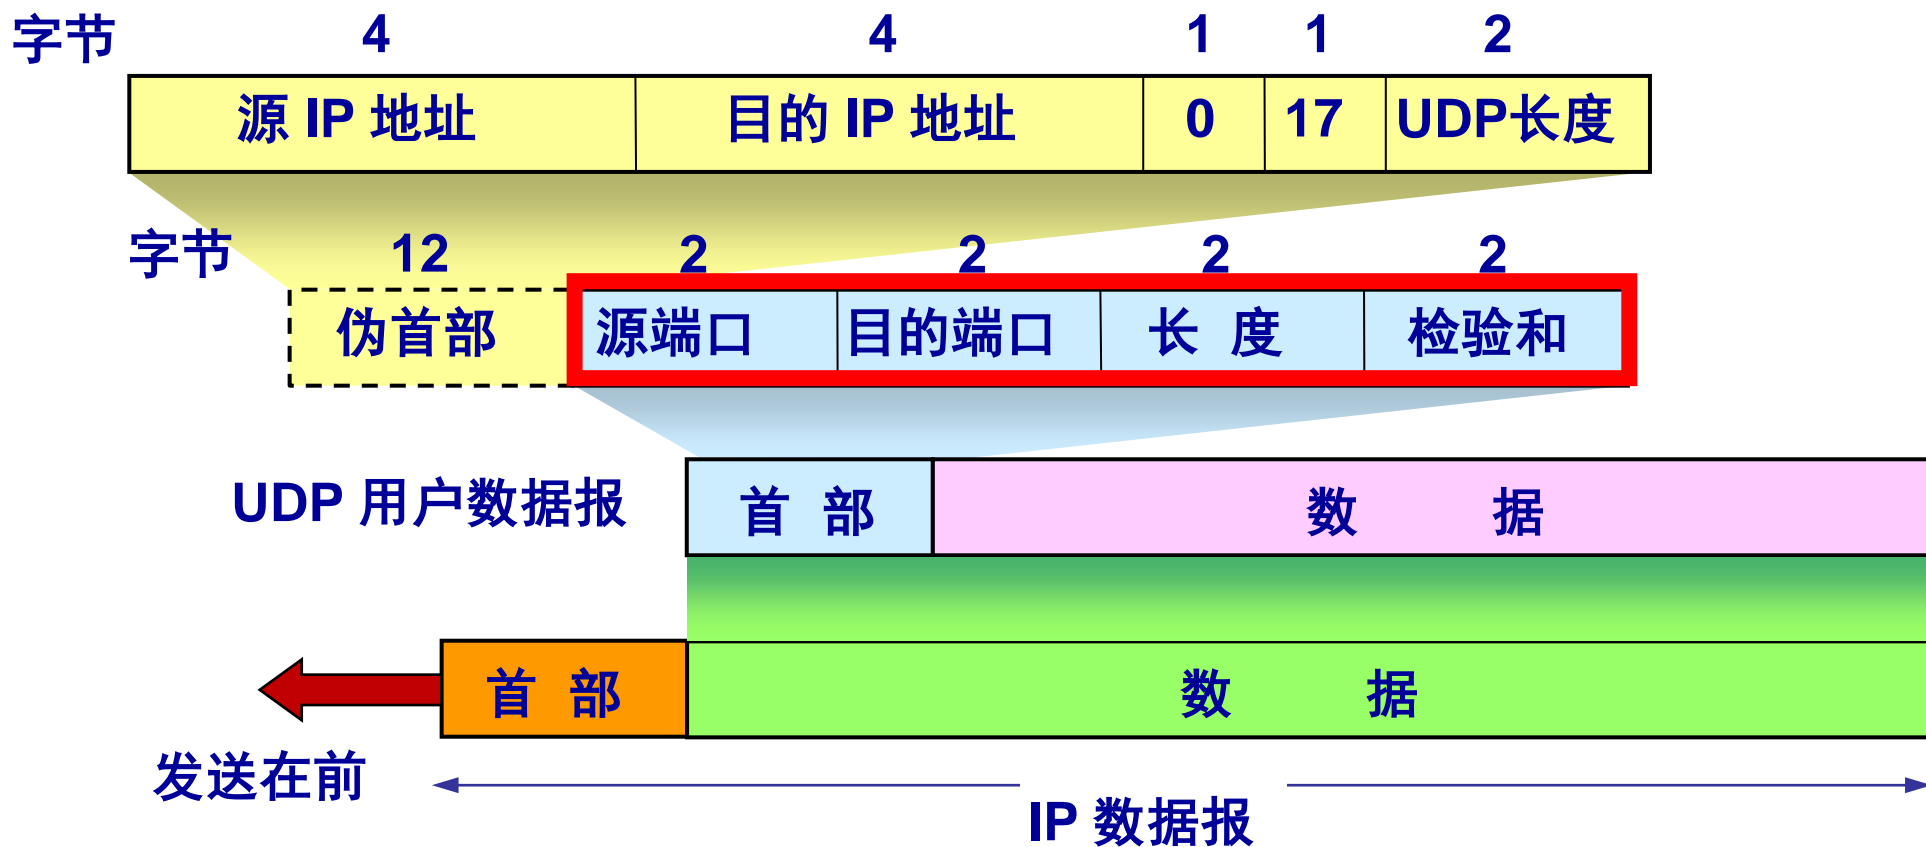 字节 4 4 1 1 2
源 IP 地址 目的 IP 地址 0 17 UDP长度
字节 12 2 2 2 2
伪首部 源端口 目的端口 长 度 检验和
UDP 用户数据报 首 部 数 据
首 部 数 据
发送在前
IP 数据报